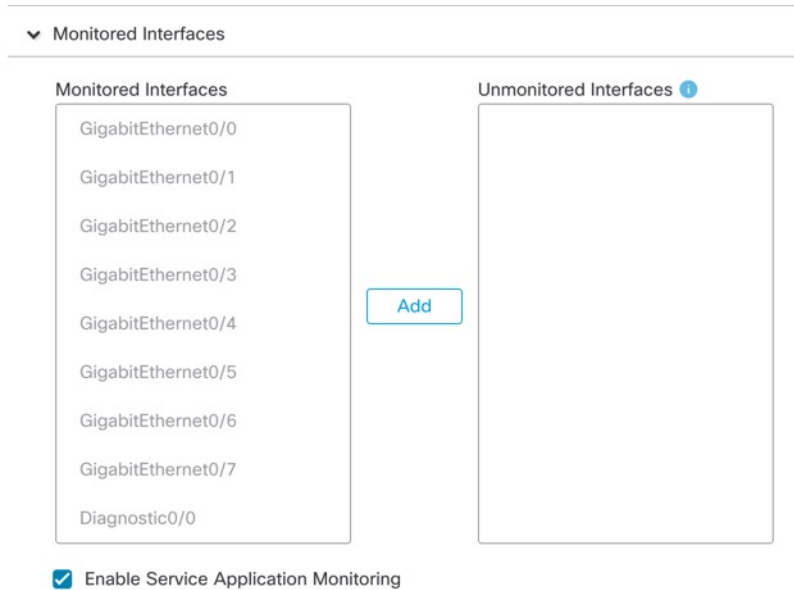 Monitored Interfaces
Monitored Interfaces
Unmonitored Interfaces
GigabitEthernet0/0
GigabitEthernet0/1
GigabitEthernet0/2
GigabitEthernet0/3
GigabitEthernet0/4
GigabitEthernet0/5
GigabitEthernet0/6
GigabitEthernet0/7
Diagnostic0/0
Add
Enable Service Application Monitoring